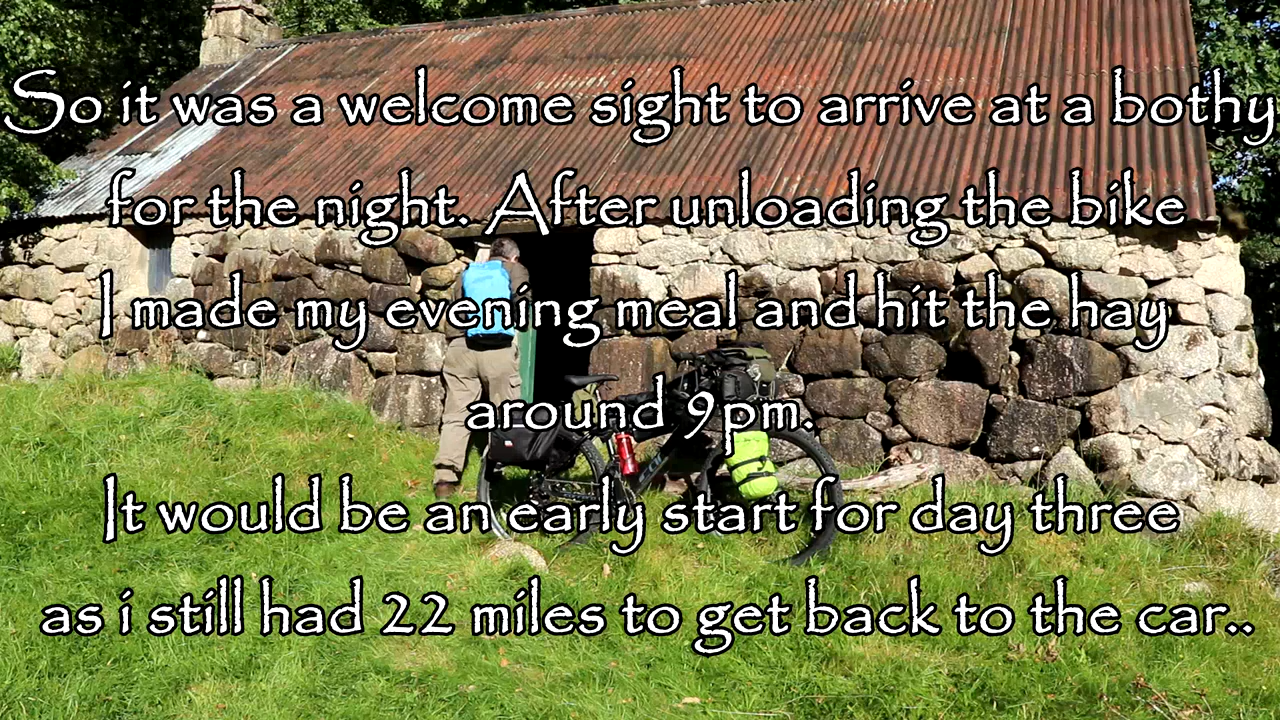 So it was a welcome sight to arrive at a bothy
for the night. After unloading the bike
I made my evening meal and hit the hay
around 9pm.
It would be an early start for day three
as i still had 22 miles to get back to the car..